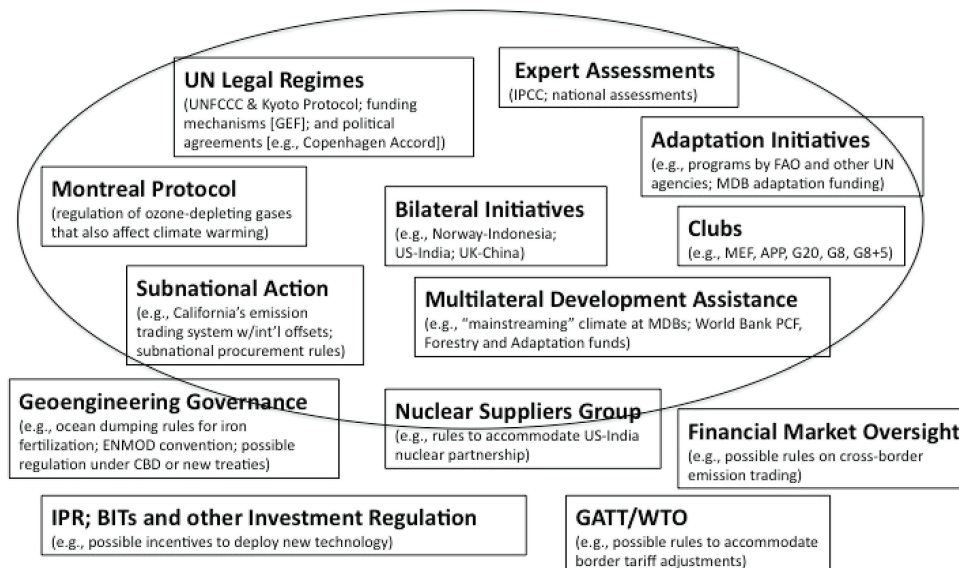 UN Legal Regimes
(UNFCCC & Kyoto Protocol; funding
mechanisms [GEF]; and political
agreements [e.g., Copenhagen Accord])
Expert Assessments
(IPCC; national assessments)
Adaptation Initiatives
(e.g., programs by FAO and other UN
agencies; MDB adaptation funding)
Montreal Protocol
(regulation of ozone-depleting gases
that also affect climate warming)
Bilateral Initiatives
(e.g., Norway-Indonesia;
US-India; UK-China)
Clubs
(e.g., MEF, APP, G20, G8, G8+5)
Subnational Action
(e.g., California's emission
trading system w/int'l offsets;
subnational procurement rules)
Multilateral Development Assistance
(e.g., "mainstreaming" climate at MDBs; World Bank PCF,
Forestry and Adaptation funds)
Geoengineering Governance
(e.g., ocean dumping rules for iron
fertilization; ENMOD convention; possible
regulation under CBD or new treaties)
Nuclear Suppliers Group
(e.g., rules to accommodate US-India
nuclear partnership)
Financial Market Oversight
(e.g., possible rules on cross-border
emission trading)
IPR; BITs and other Investment Regulation
(e.g., possible incentives to deploy new technology)
GATT/WTO
(e.g., possible rules to accommodate
border tariff adjustments)